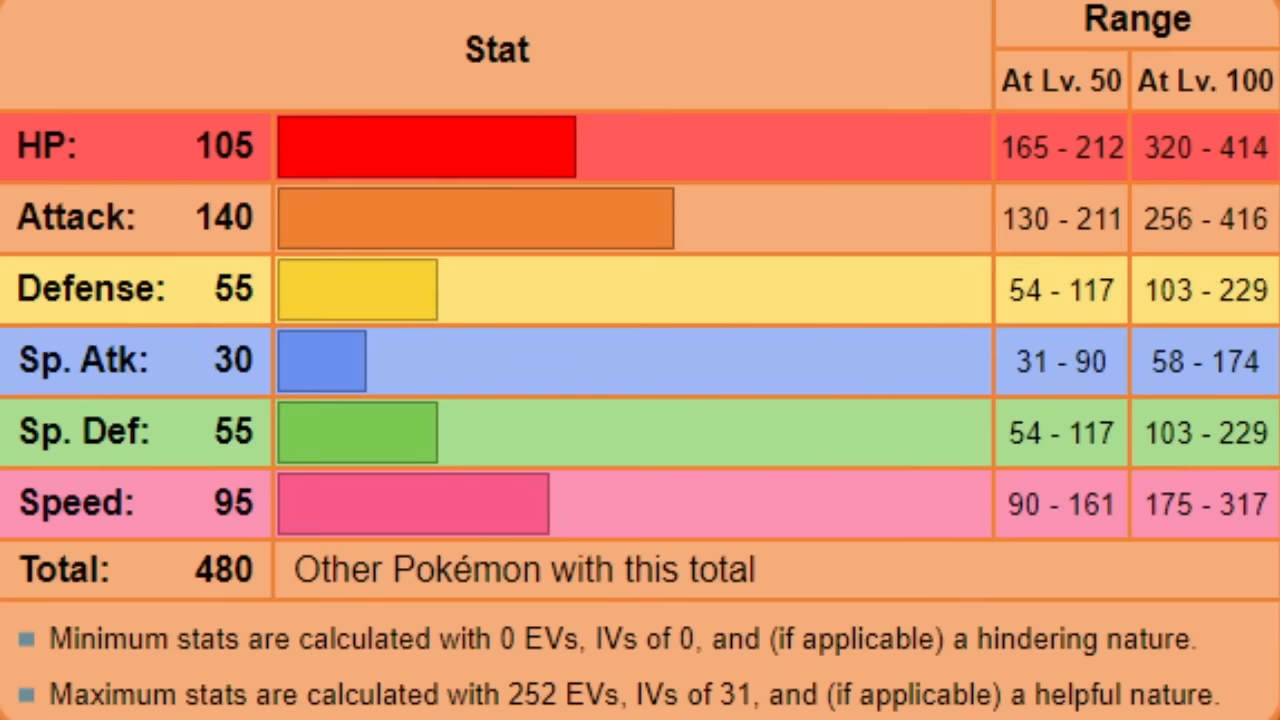 Stat
Range
At Lv. 50 At Lv. 100
HP: 105 165 - 212 320 - 414
Attack: 140 130 - 211 256 - 416
Defense: 55 54 - 117 103 - 229
Sp. Atk: 30 31 - 90 58 - 174
Sp. Def: 55 54 - 117 103 - 229
Speed: 95 90 - 161 175 - 317
Total: 480 Other Pokémon with this total
Minimum stats are calculated with 0 EVs, IVs of 0, and (if applicable) a hindering nature.
Maximum stats are calculated with 252 EVs, IVs of 31, and (if applicable) a helpful nature.